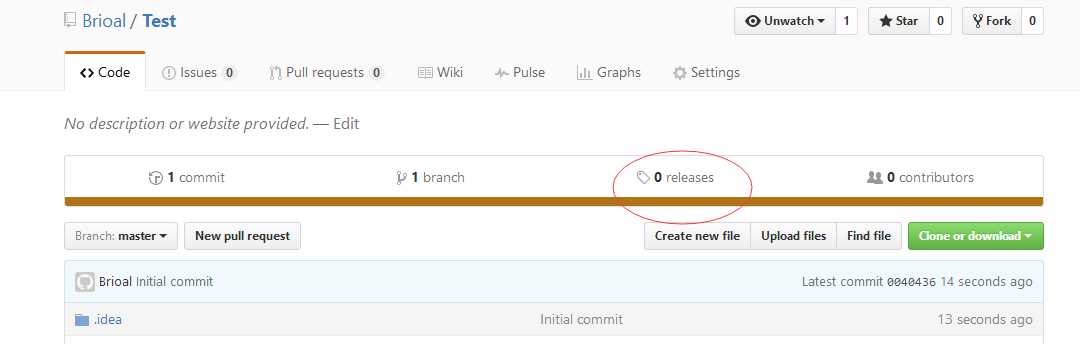 Brioal / Test
Unwatch 1 Star 0 Fork 0
Code Issues 0 Pull requests 0 Wiki Pulse Graphs Settings
No description or website provided. — Edit
1 commit 1 branch 0 releases 0 contributors
Branch: master New pull request Create new file Upload files Find file Clone or download
Brioal Initial commit Latest commit 0040436 14 seconds ago
.idea Initial commit 13 seconds ago